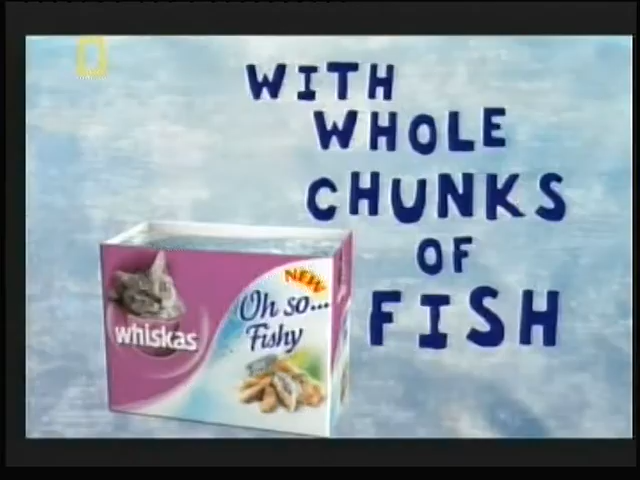 WITH
WHOLE
CHUNKS
OF
FISH
NEW
Oh so...
Fishy
whiskas